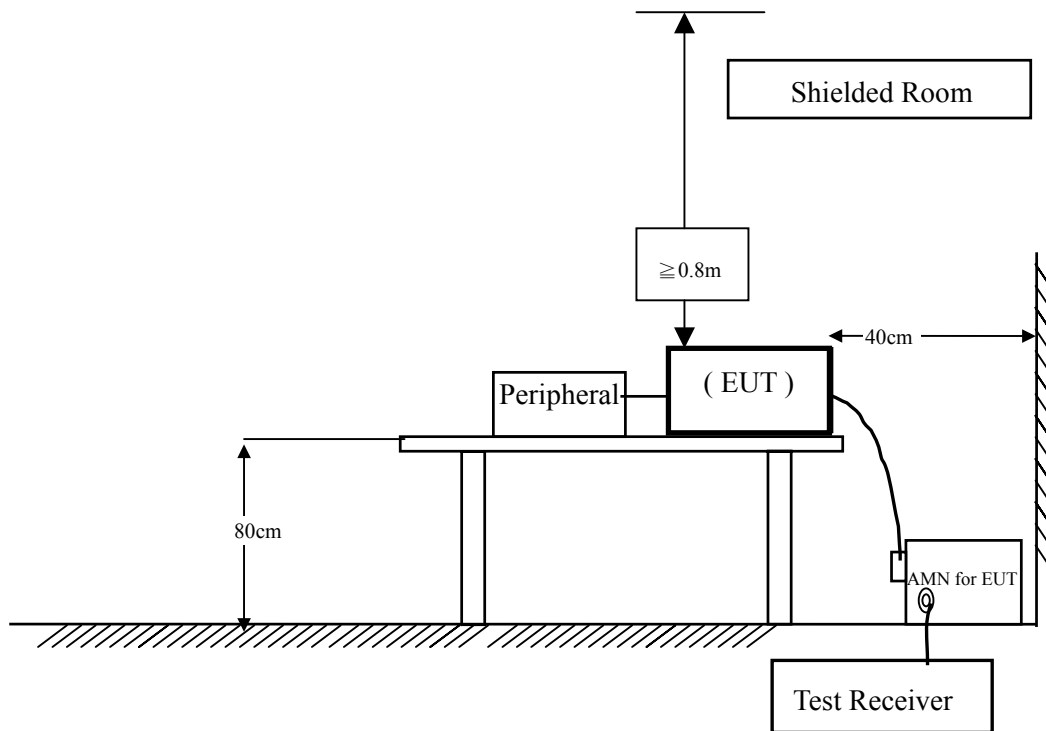 Shielded Room
≧0.8m
40cm
( EUT )
Peripheral
80cm
AMN for EUT
Test Receiver